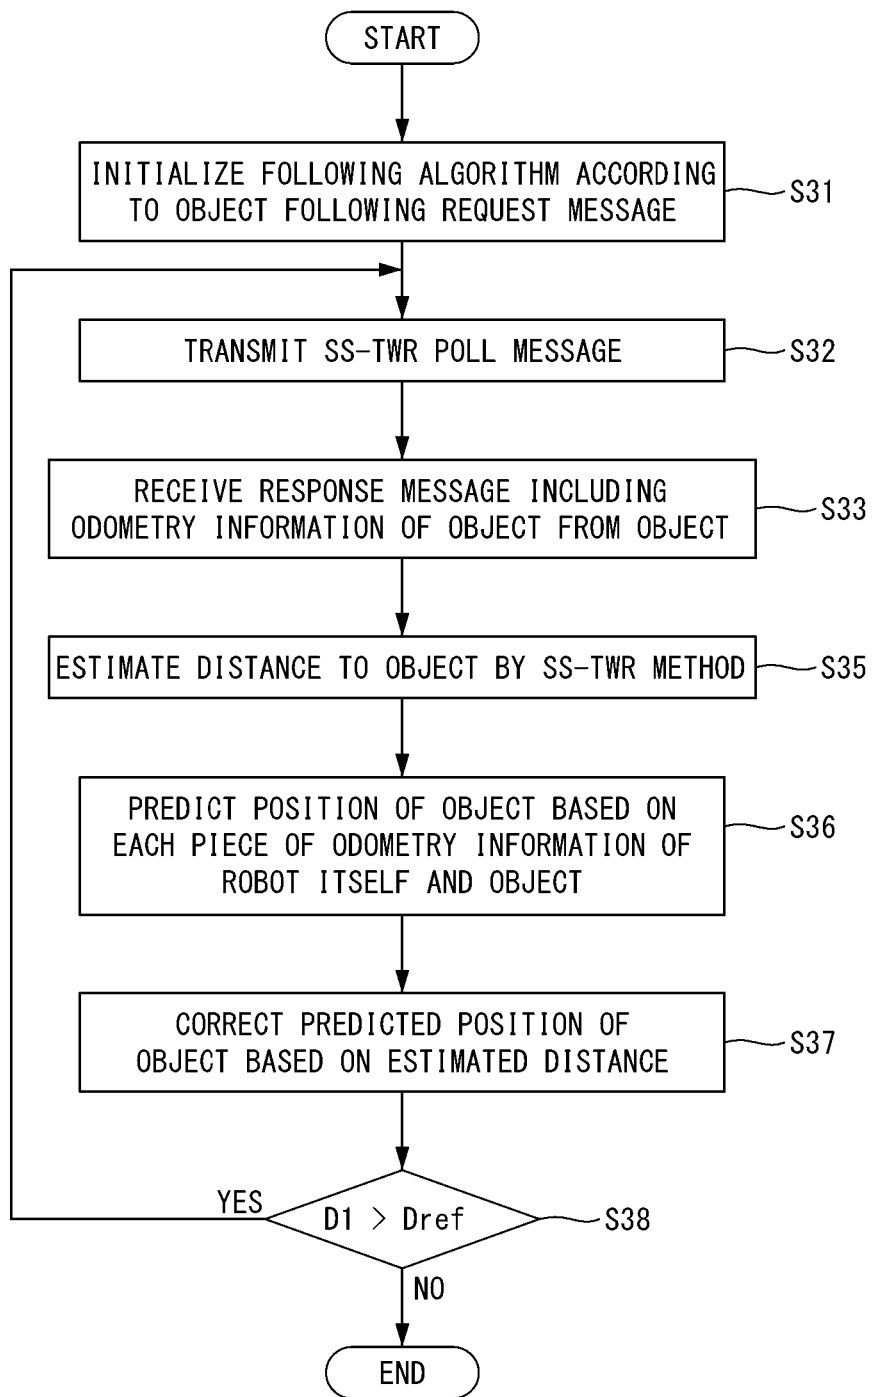 START
INITIALIZE FOLLOWING ALGORITHM ACCORDING
TO OBJECT FOLLOWING REQUEST MESSAGE
S31
TRANSMIT SS-TWR POLL MESSAGE
S32
RECEIVE RESPONSE MESSAGE INCLUDING
ODOMETRY INFORMATION OF OBJECT FROM OBJECT
S33
ESTIMATE DISTANCE TO OBJECT BY SS-TWR METHOD
S35
PREDICT POSITION OF OBJECT BASED ON
EACH PIECE OF ODOMETRY INFORMATION OF
ROBOT ITSELF AND OBJECT
S36
CORRECT PREDICTED POSITION OF
OBJECT BASED ON ESTIMATED DISTANCE
S37
YES
D1 > Dref
S38
NO
END